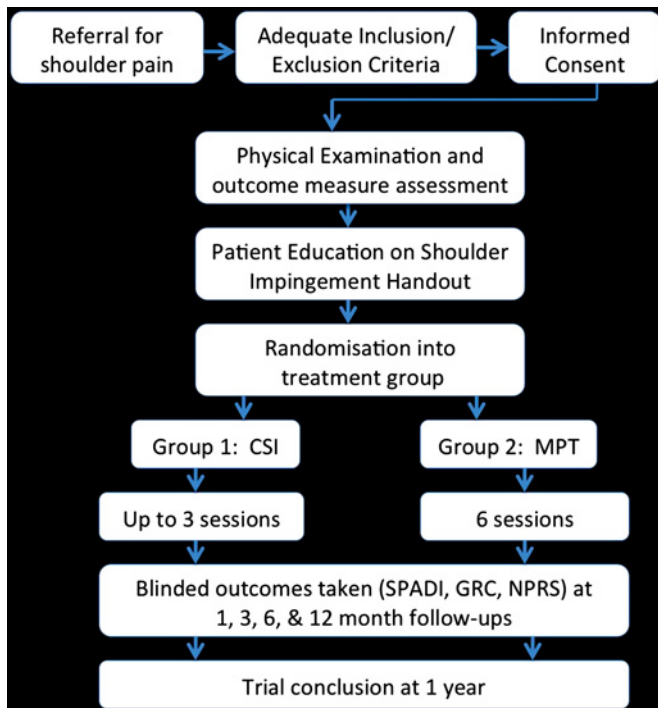 Referral for
shoulder pain
Adequate Inclusion/
Exclusion Criteria
Informed
Consent
Physical Examination and
outcome measure assessment
Patient Education on Shoulder
Impingement Handout
Randomisation into
treatment group
Group 1: CSI
Group 2: MPT
Up to 3 sessions
6 sessions
Blinded outcomes taken (SPADI, GRC, NPRS) at
1, 3, 6, & 12 month follow-ups
Trial conclusion at 1 year